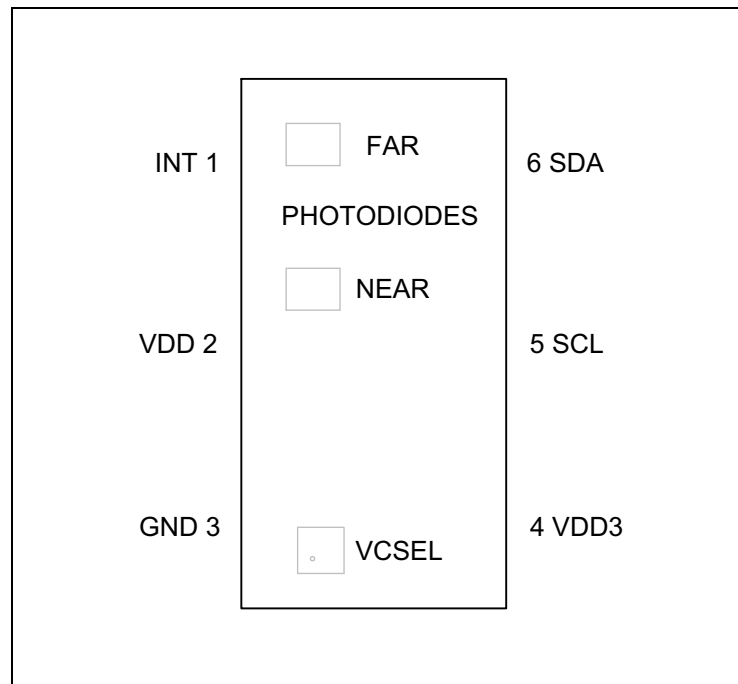 INT 1
FAR
6 SDA
PHOTODIODES
NEAR
VDD 2
5 SCL
GND 3
VCSEL
4 VDD3